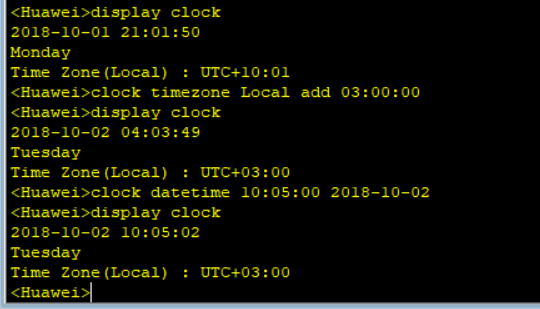 <Huawei>display clock
2018-10-01 21:01:50
Monday
Time Zone(Local) : UTC+10:01
<Huawei>clock timezone Local add 03:00:00
<Huawei>display clock
2018-10-02 04:03:49
Tuesday
Time Zone(Local) : UTC+03:00
<Huawei>clock datetime 10:05:00 2018-10-02
<Huawei>display clock
2018-10-02 10:05:02
Tuesday
Time Zone(Local) : UTC+03:00
<Huawei>